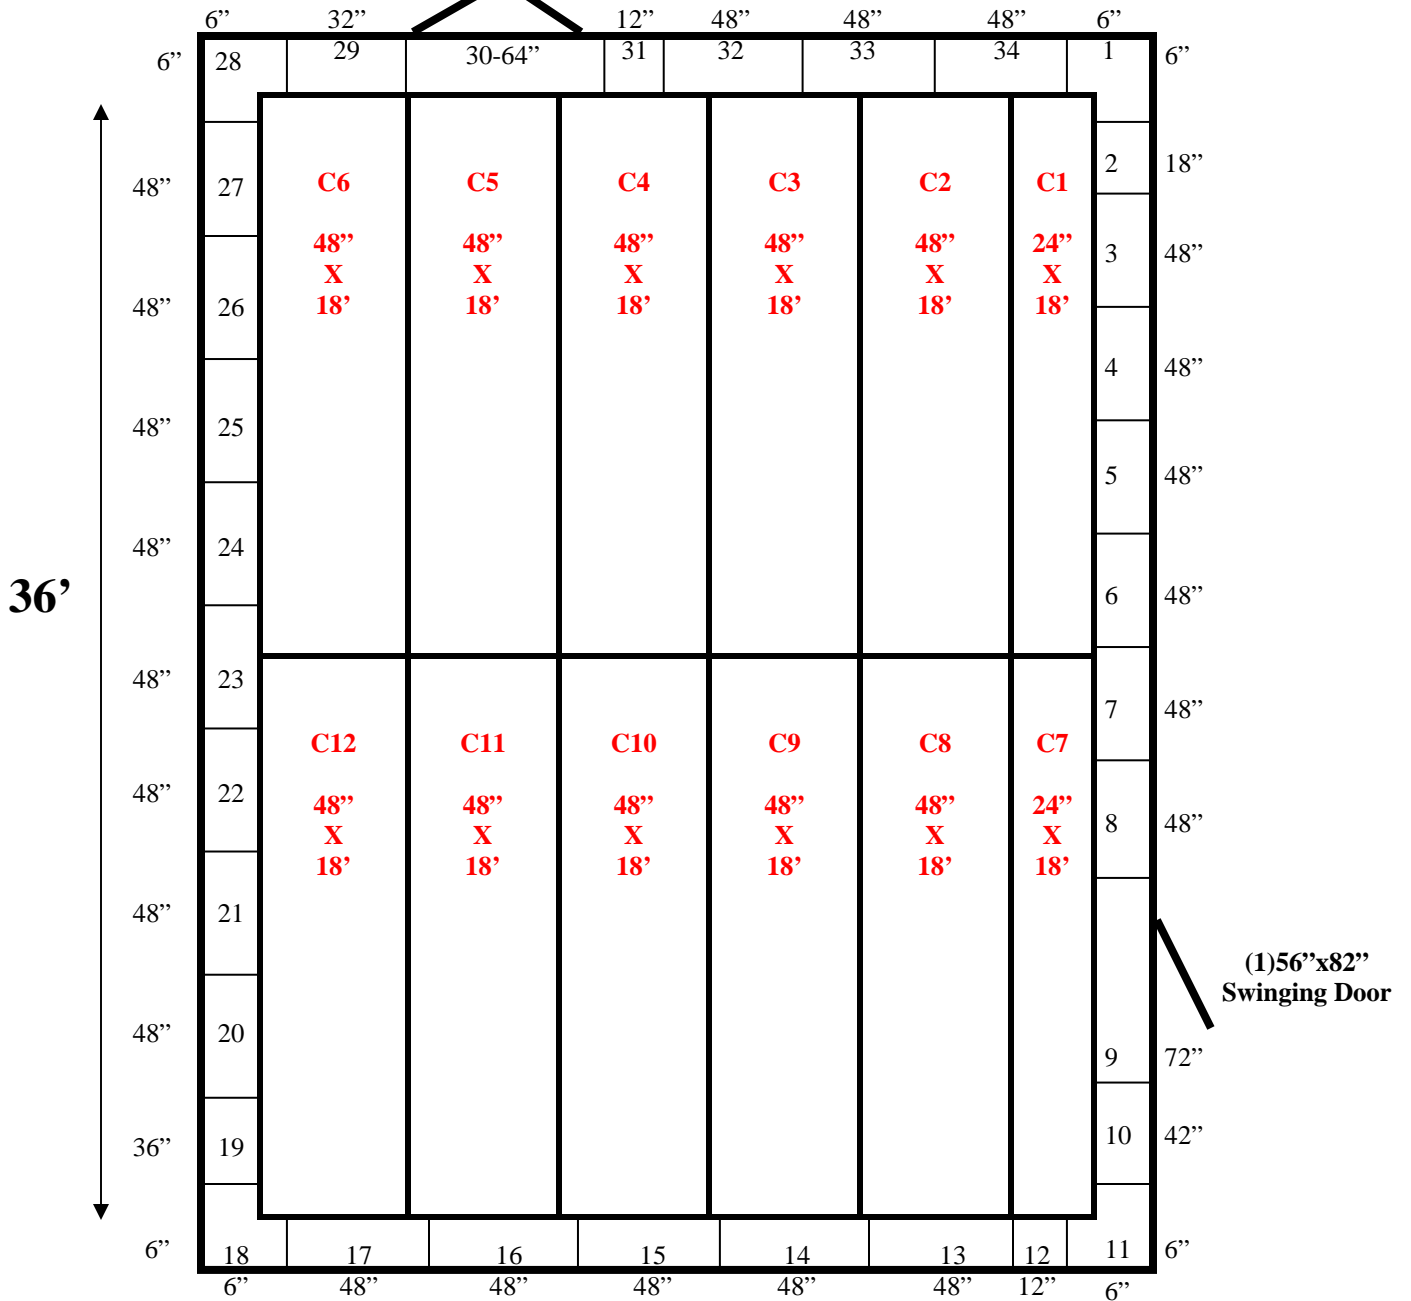 6” 32” 12” 48” 48” 48” 6”
6” 28 29 30-64” 31 32 33 34 1 6”
2 18”
48” 27 C6 C5 C4 C3 C2 C1
48” 48” 48” 48” 48” 24” 3 48”
X X X X X X
48” 26 18’ 18’ 18’ 18’ 18’ 18’
4 48”
48” 25
5 48”
48” 24
36’
6 48”
48” 23
7 48”
C12 C11 C10 C9 C8 C7
48” 22 48” 48” 48” 48” 48” 24”
8 48”
X X X X X X
18’ 18’ 18’ 18’ 18’ 18’
48” 21
(1)56”x82”
Swinging Door
48” 20
9 72”
10 42”
36” 19
6” 18 17 16 15 14 13 12 11 6”
6” 48” 48” 48” 48” 48” 12” 6”